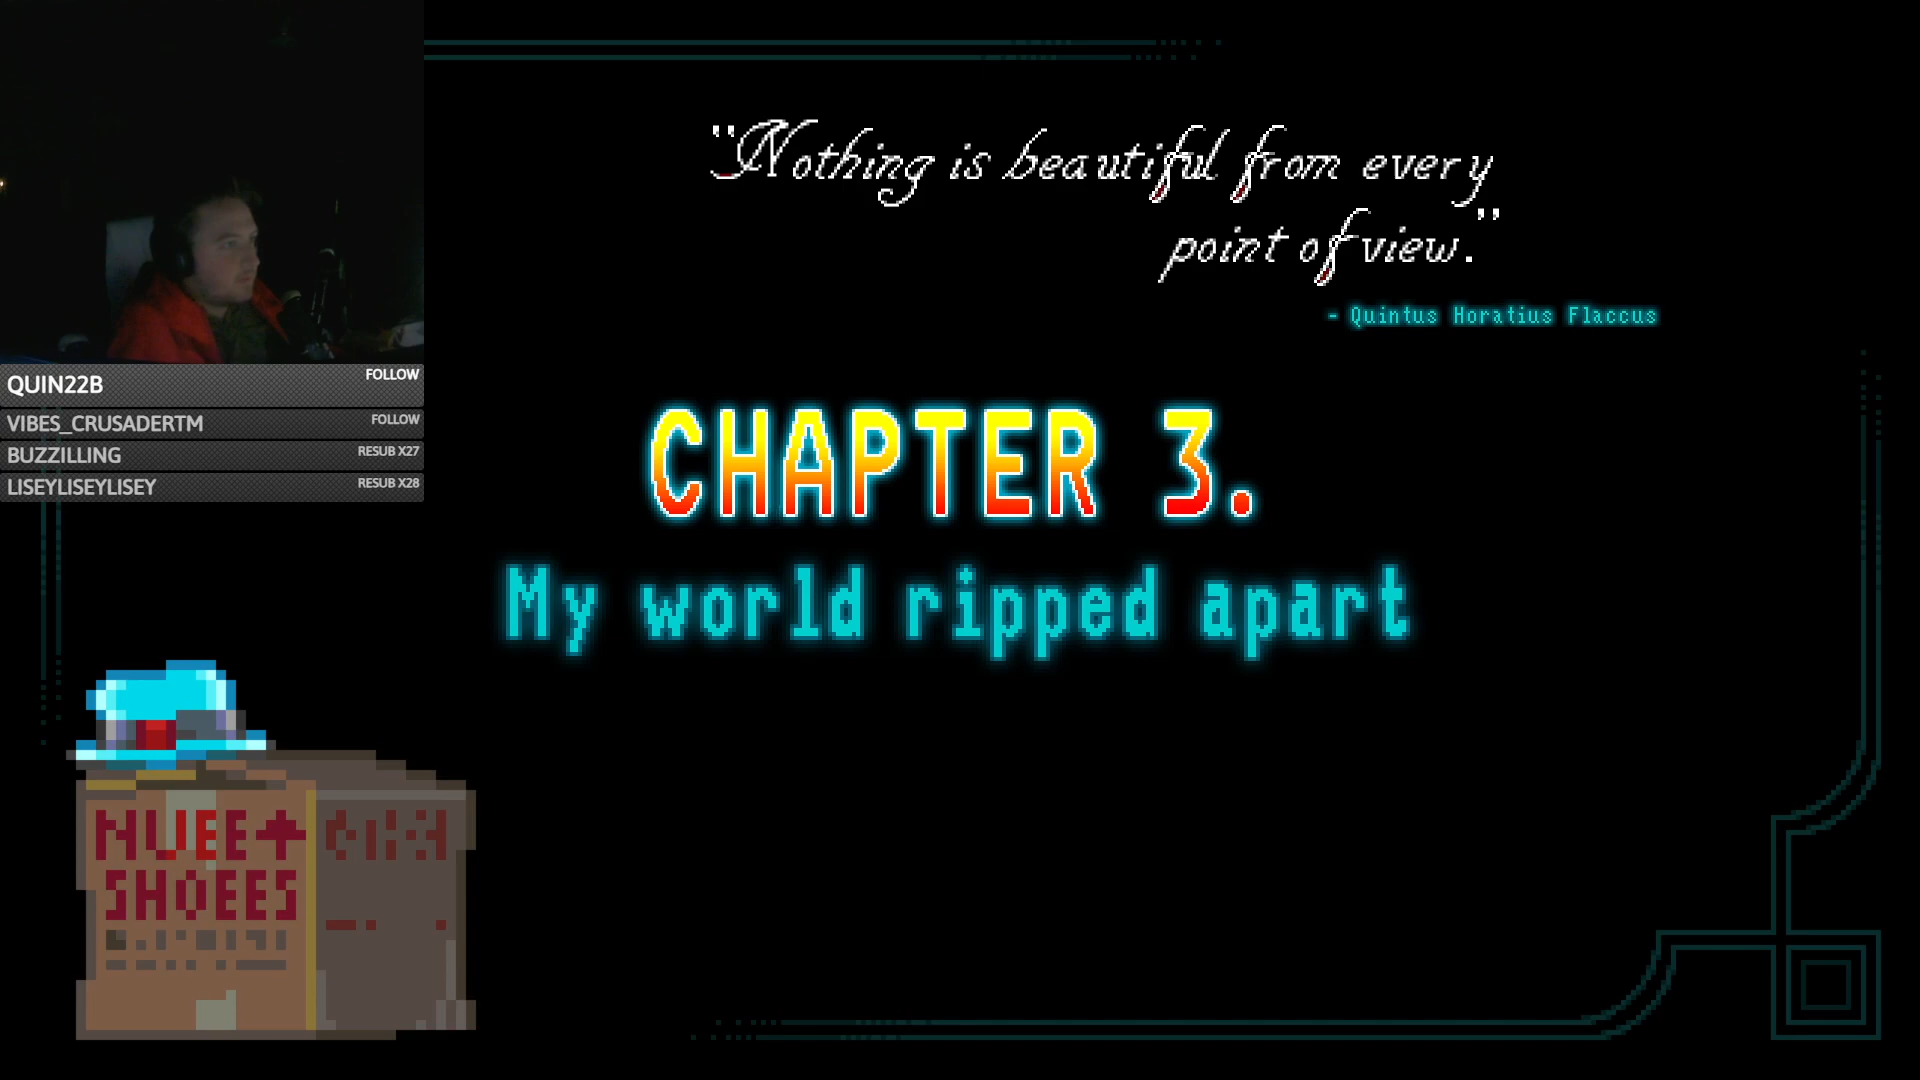 "Nothing is beautiful from every
point of view."
- Quintus Horatius Flaccus
QUIN22B FOLLOW
VIBES_CRUSADERTM FOLLOW
BUZZILLING RESUB X27
LISEYLISEYLISEY RESUB X28
CHAPTER 3.
My world ripped apart
SHOEES